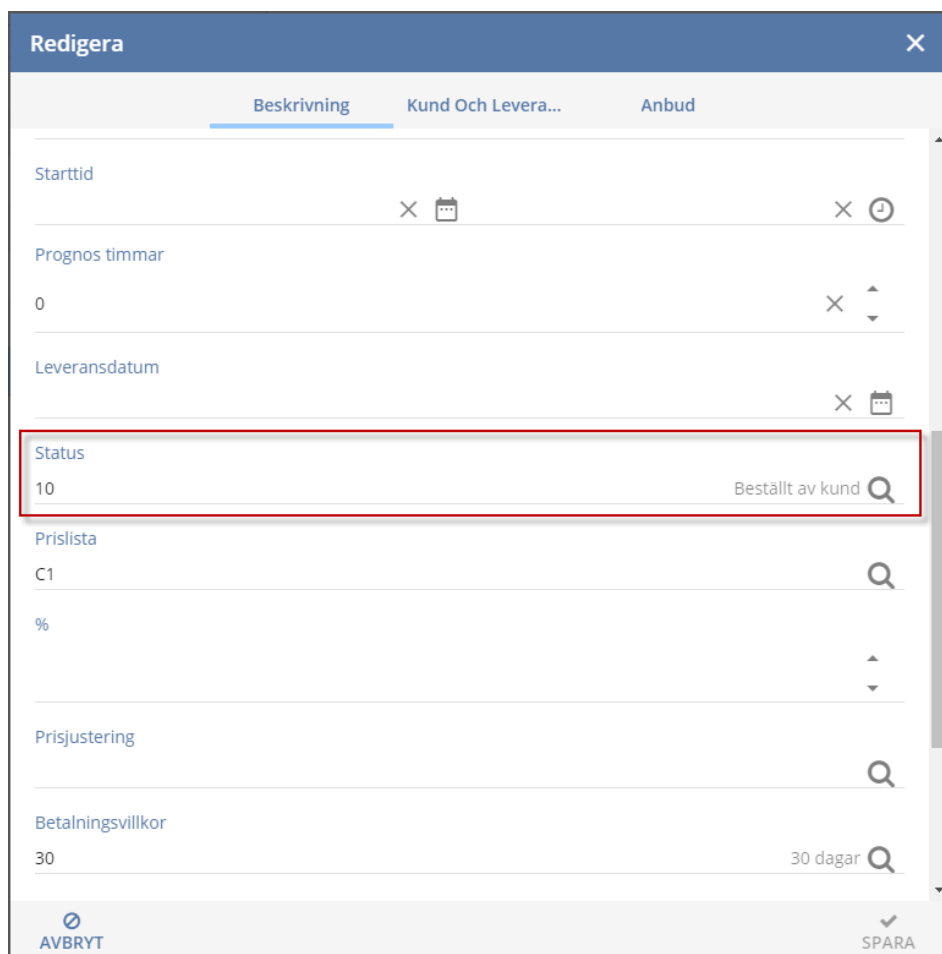 Redigera
Beskrivning Kund Och Levera... Anbud
Starttid
Prognos timmar
0
Leveransdatum
Status
10 Beställt av kund
Prislista
C1
%
Prisjustering
Betalningsvillkor
30 30 dagar
AVBRYT SPARA